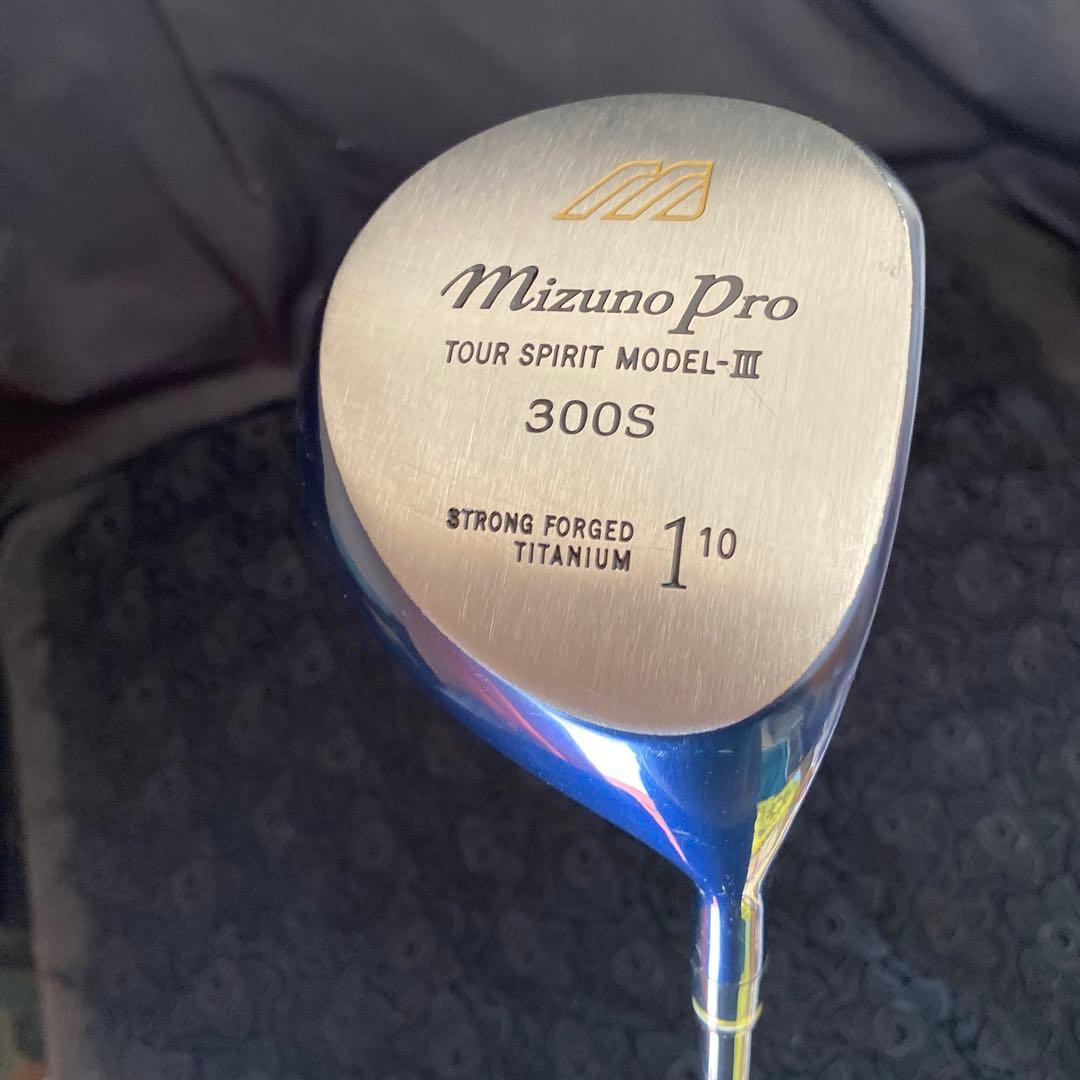 Mizuno Pro
TOUR SPIRIT MODEL-III
300S
STRONG FORGED
TITANIUM
1 10